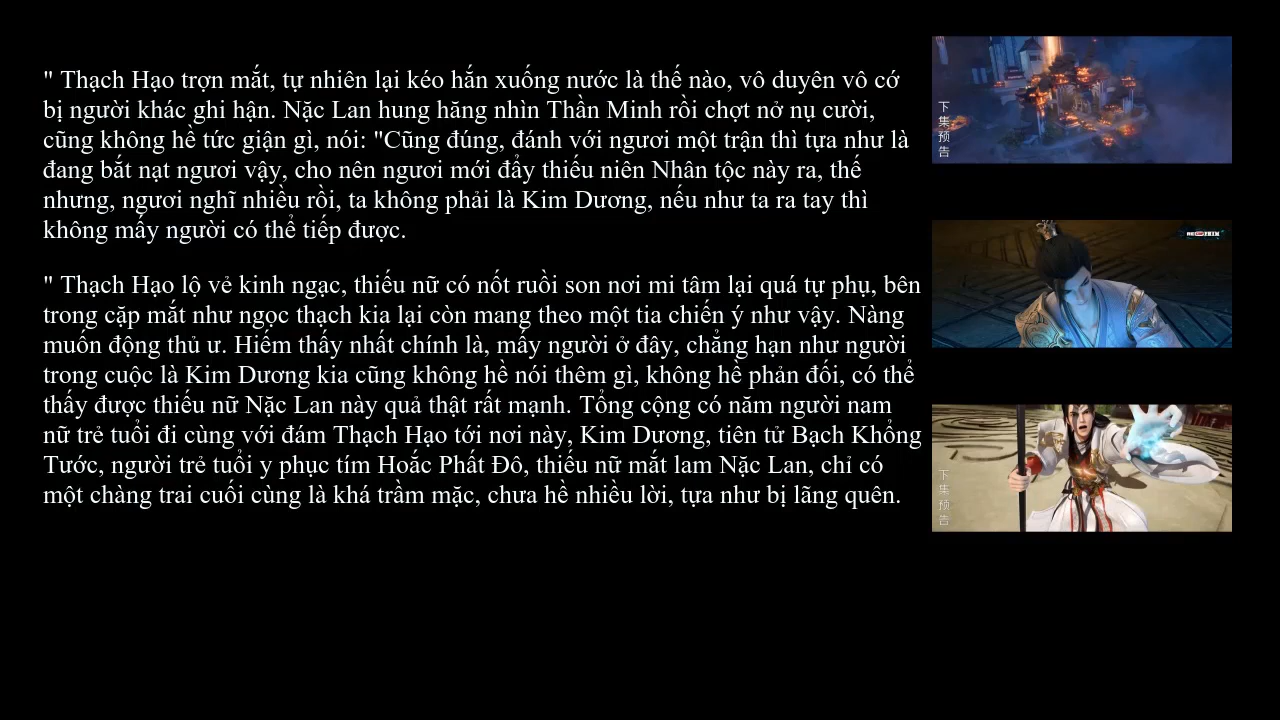 " Thạch Hạo trợn mắt, tự nhiên lại kéo hắn xuống nước là thế nào, vô duyên vô cớ
bị người khác ghi hận. Nặc Lan hung hăng nhìn Thần Minh rồi chợt nở nụ cười,
cũng không hề tức giận gì, nói: "Cũng đúng, đánh với ngươi một trận thì tựa như là
đang bắt nạt ngươi vậy, cho nên ngươi mới đẩy thiếu niên Nhân tộc này ra, thế
nhưng, ngươi nghĩ nhiều rồi, ta không phải là Kim Dương, nếu như ta ra tay thì
không mấy người có thể tiếp được.
" Thạch Hạo lộ vẻ kinh ngạc, thiếu nữ có nốt ruồi son nơi mi tâm lại quá tự phụ, bên
trong cặp mắt như ngọc thạch kia lại còn mang theo một tia chiến ý như vậy. Nàng
muốn động thủ ư. Hiếm thấy nhất chính là, mấy người ở đây, chẳng hạn như người
trong cuộc là Kim Dương kia cũng không hề nói thêm gì, không hề phản đối, có thể
thấy được thiếu nữ Nặc Lan này quả thật rất mạnh. Tổng cộng có năm người nam
nữ trẻ tuổi đi cùng với đám Thạch Hạo tới nơi này, Kim Dương, tiên tử Bạch Khổng
Tước, người trẻ tuổi y phục tím Hoắc Phất Đô, thiếu nữ mắt lam Nặc Lan, chỉ có
một chàng trai cuối cùng là khá trầm mặc, chưa hề nhiều lời, tựa như bị lãng quên.
下集预告
下集预告